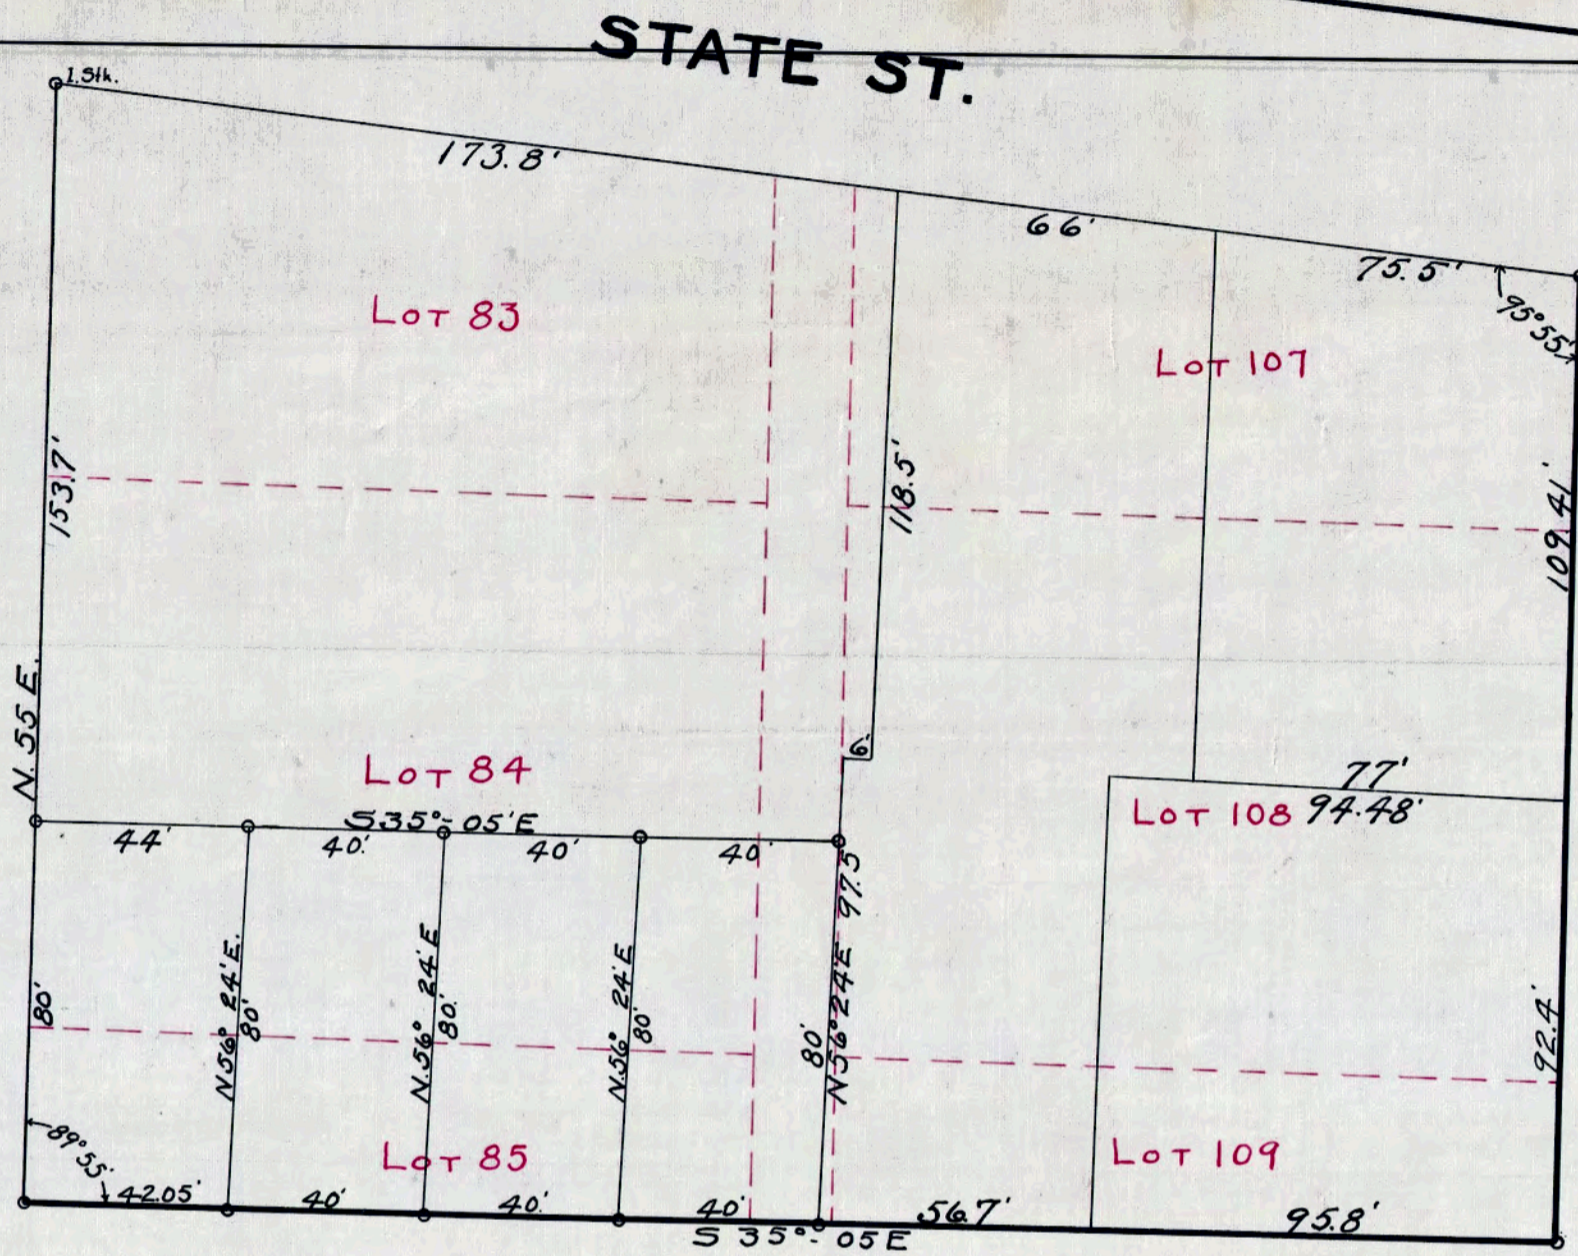 STATE ST.
I.Stk.
173.8'
66'
75.5'
95°55'
LOT 83
LOT 107
153.7'
118.5'
109.41'
N.55 E.
6'
LOT 84
77'
LOT 108 94.48'
S35°-05'E
44'
40'
40'
40'
97.5
N.56° 24'E.
80'
N.56° 24'E
80'
N.56° 24'E
80'
80'
N56°24'E
80'
92.4'
89°55'
LOT 85
LOT 109
42.05'
40'
40'
40'
56.7'
95.8'
S 35°-05E